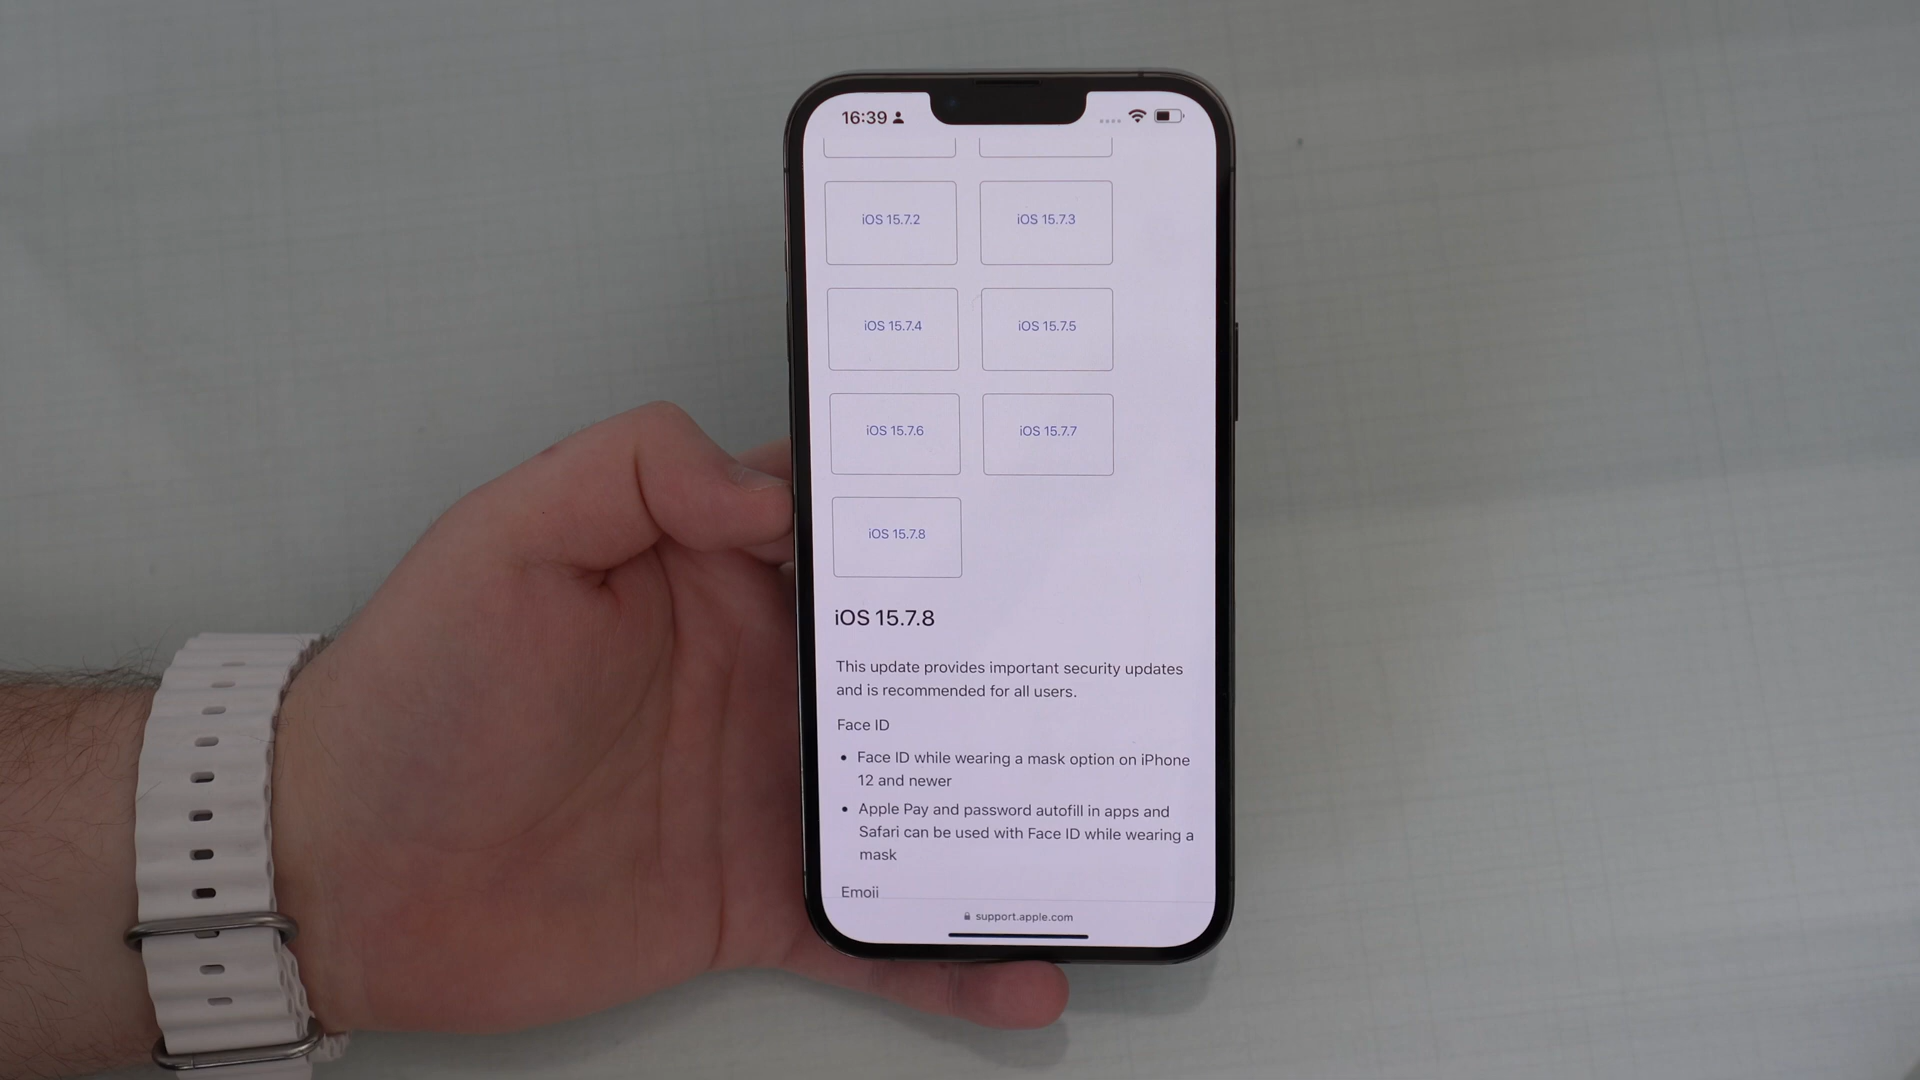 16:39
iOS 15.7.2 iOS 15.7.3
iOS 15.7.4 iOS 15.7.5
iOS 15.7.6 iOS 15.7.7
iOS 15.7.8
iOS 15.7.8
This update provides important security updates
and is recommended for all users.
Face ID
• Face ID while wearing a mask option on iPhone
12 and newer
• Apple Pay and password autofill in apps and
Safari can be used with Face ID while wearing a
mask
Emoji
support.apple.com